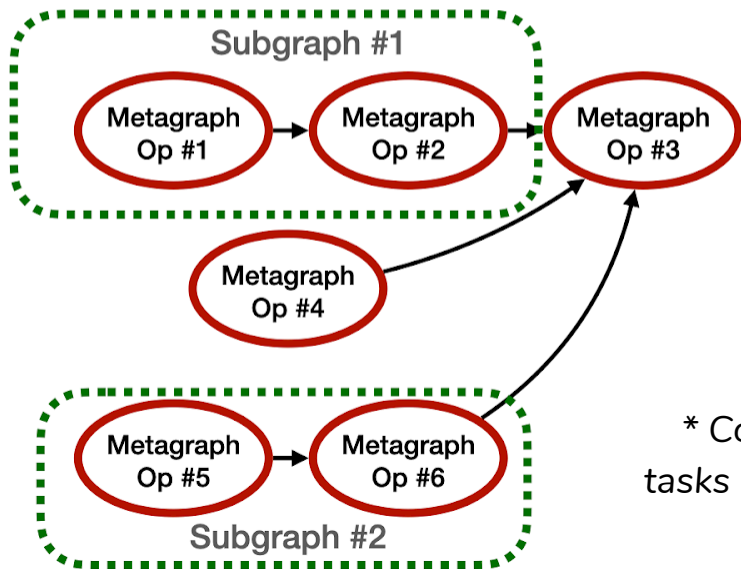 Subgraph #1
Metagraph
Op #1
Metagraph
Op #2
Metagraph
Op #3
Metagraph
Op #4
Metagraph
Op #5
Metagraph
Op #6
Subgraph #2
*
tasks